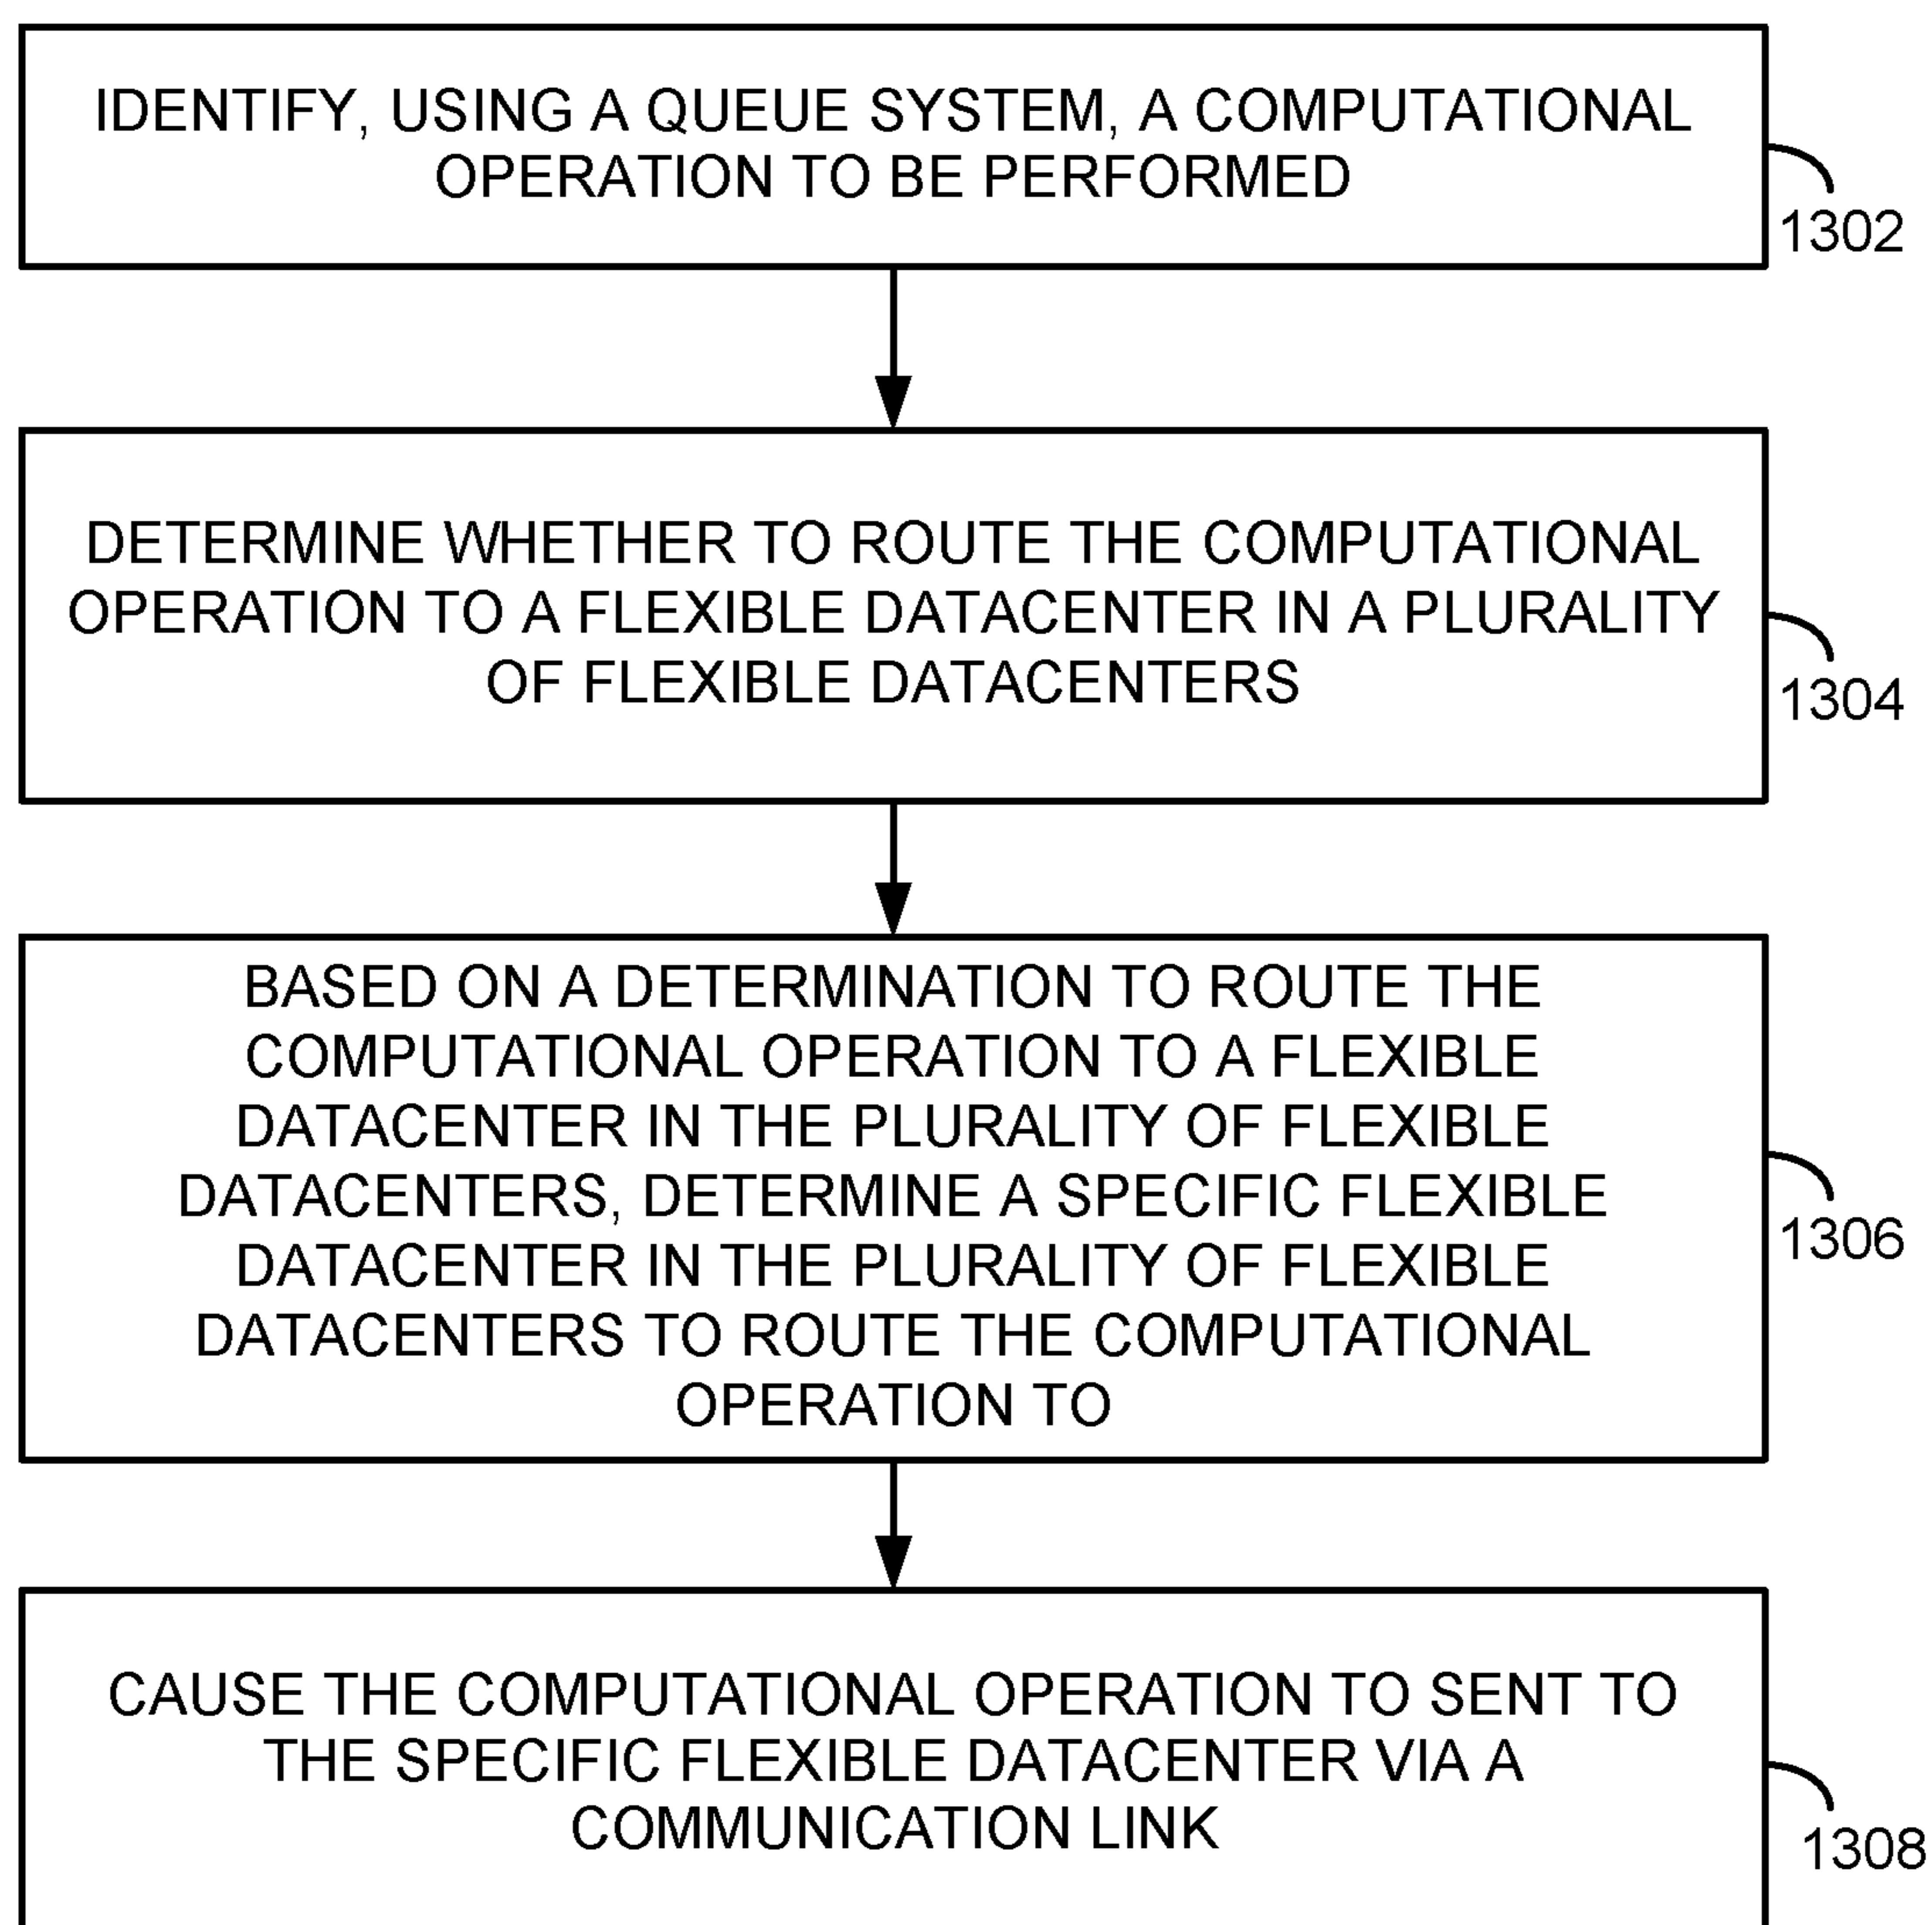 IDENTIFY, USING A QUEUE SYSTEM, A COMPUTATIONAL
OPERATION TO BE PERFORMED
1302
DETERMINE WHETHER TO ROUTE THE COMPUTATIONAL
OPERATION TO A FLEXIBLE DATACENTER IN A PLURALITY
OF FLEXIBLE DATACENTERS
1304
BASED ON A DETERMINATION TO ROUTE THE
COMPUTATIONAL OPERATION TO A FLEXIBLE
DATACENTER IN THE PLURALITY OF FLEXIBLE
DATACENTERS, DETERMINE A SPECIFIC FLEXIBLE
DATACENTER IN THE PLURALITY OF FLEXIBLE
DATACENTERS TO ROUTE THE COMPUTATIONAL
OPERATION TO
1306
CAUSE THE COMPUTATIONAL OPERATION TO SENT TO
THE SPECIFIC FLEXIBLE DATACENTER VIA A
COMMUNICATION LINK
1308